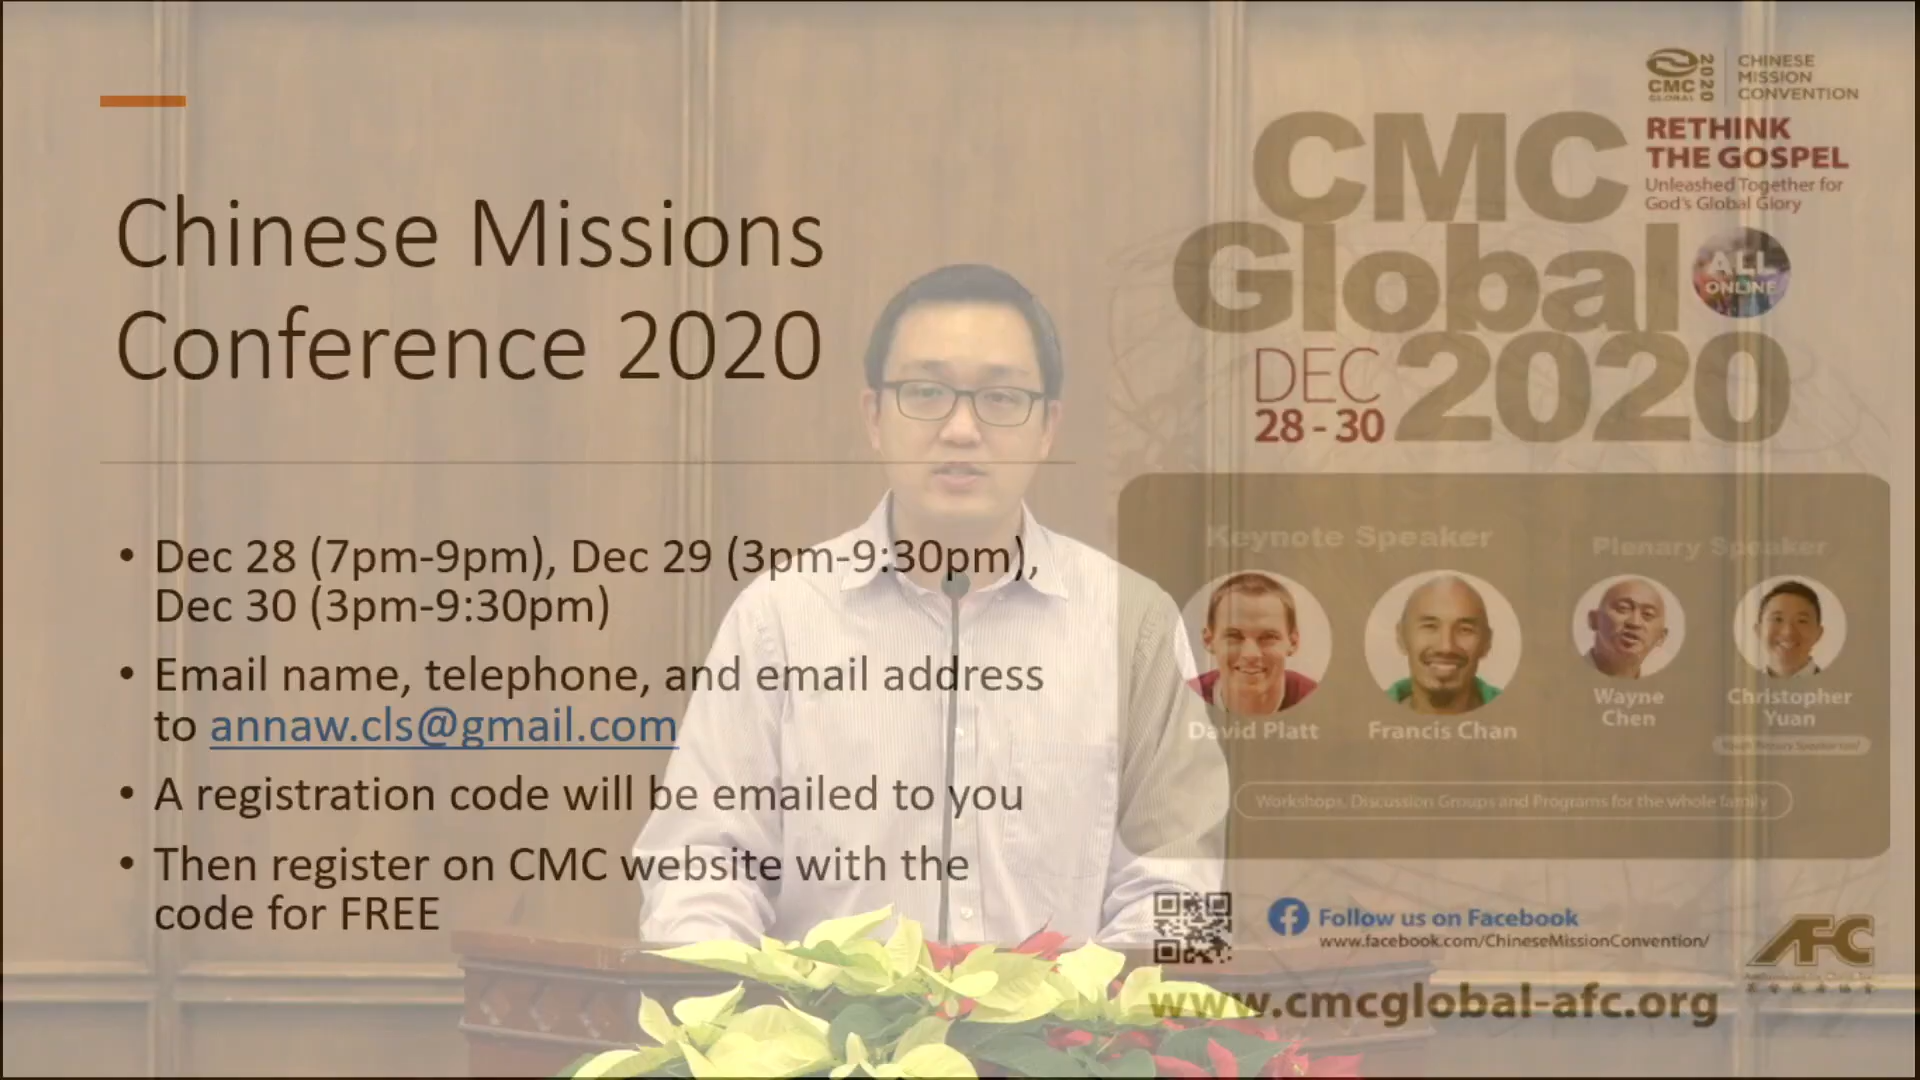 Chinese Missions
Conference 2020
• Dec 28 (7pm-9pm), Dec 29 (3pm-9:30pm),
Dec 30 (3pm-9:30pm)
• Email name, telephone, and email address
to annaw.cls@gmail.com
• A registration code will be emailed to you
• Then register on CMC website with the
code for FREE
CMC
GLOBAL
2020
CHINESE
MISSION
CONVENTION
RETHINK
THE GOSPEL
Unleashed Together for
God's Global Glory
CMC
Global
ALL
ONLINE
DEC
28 - 30
2020
Keynote Speaker
Plenary Speaker
David Platt
Francis Chan
Wayne
Chen
Christopher
Yuan
Workshops, Discussion Groups and Programs for the whole family
Follow us on Facebook
www.facebook.com/ChineseMissionConvention/
AFC
www.cmcglobal-afc.org